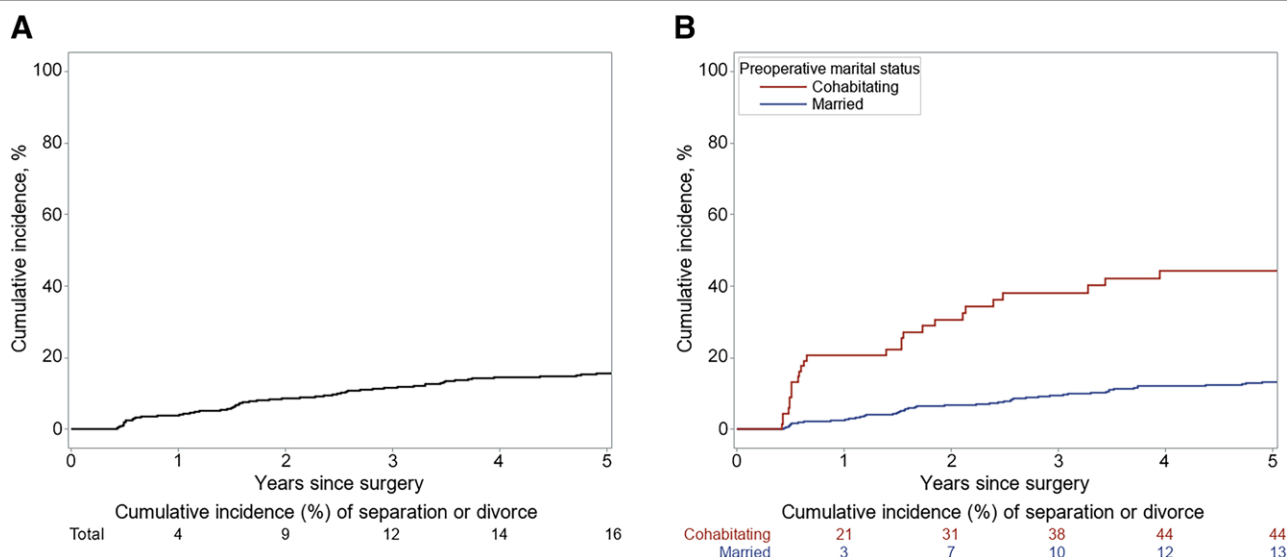 A
Cumulative incidence, %
100
80
60
40
20
0
0 1 2 3 4 5
Years since surgery
Cumulative incidence (%) of separation or divorce
Total 4 9 12 14 16
B
Preoperative marital status
Cohabitating
Married
Cumulative incidence, %
100
80
60
40
20
0
0 1 2 3 4 5
Years since surgery
Cumulative incidence (%) of separation or divorce
Cohabitating 21 31 38 44 44
Married 3 7 10 12 13